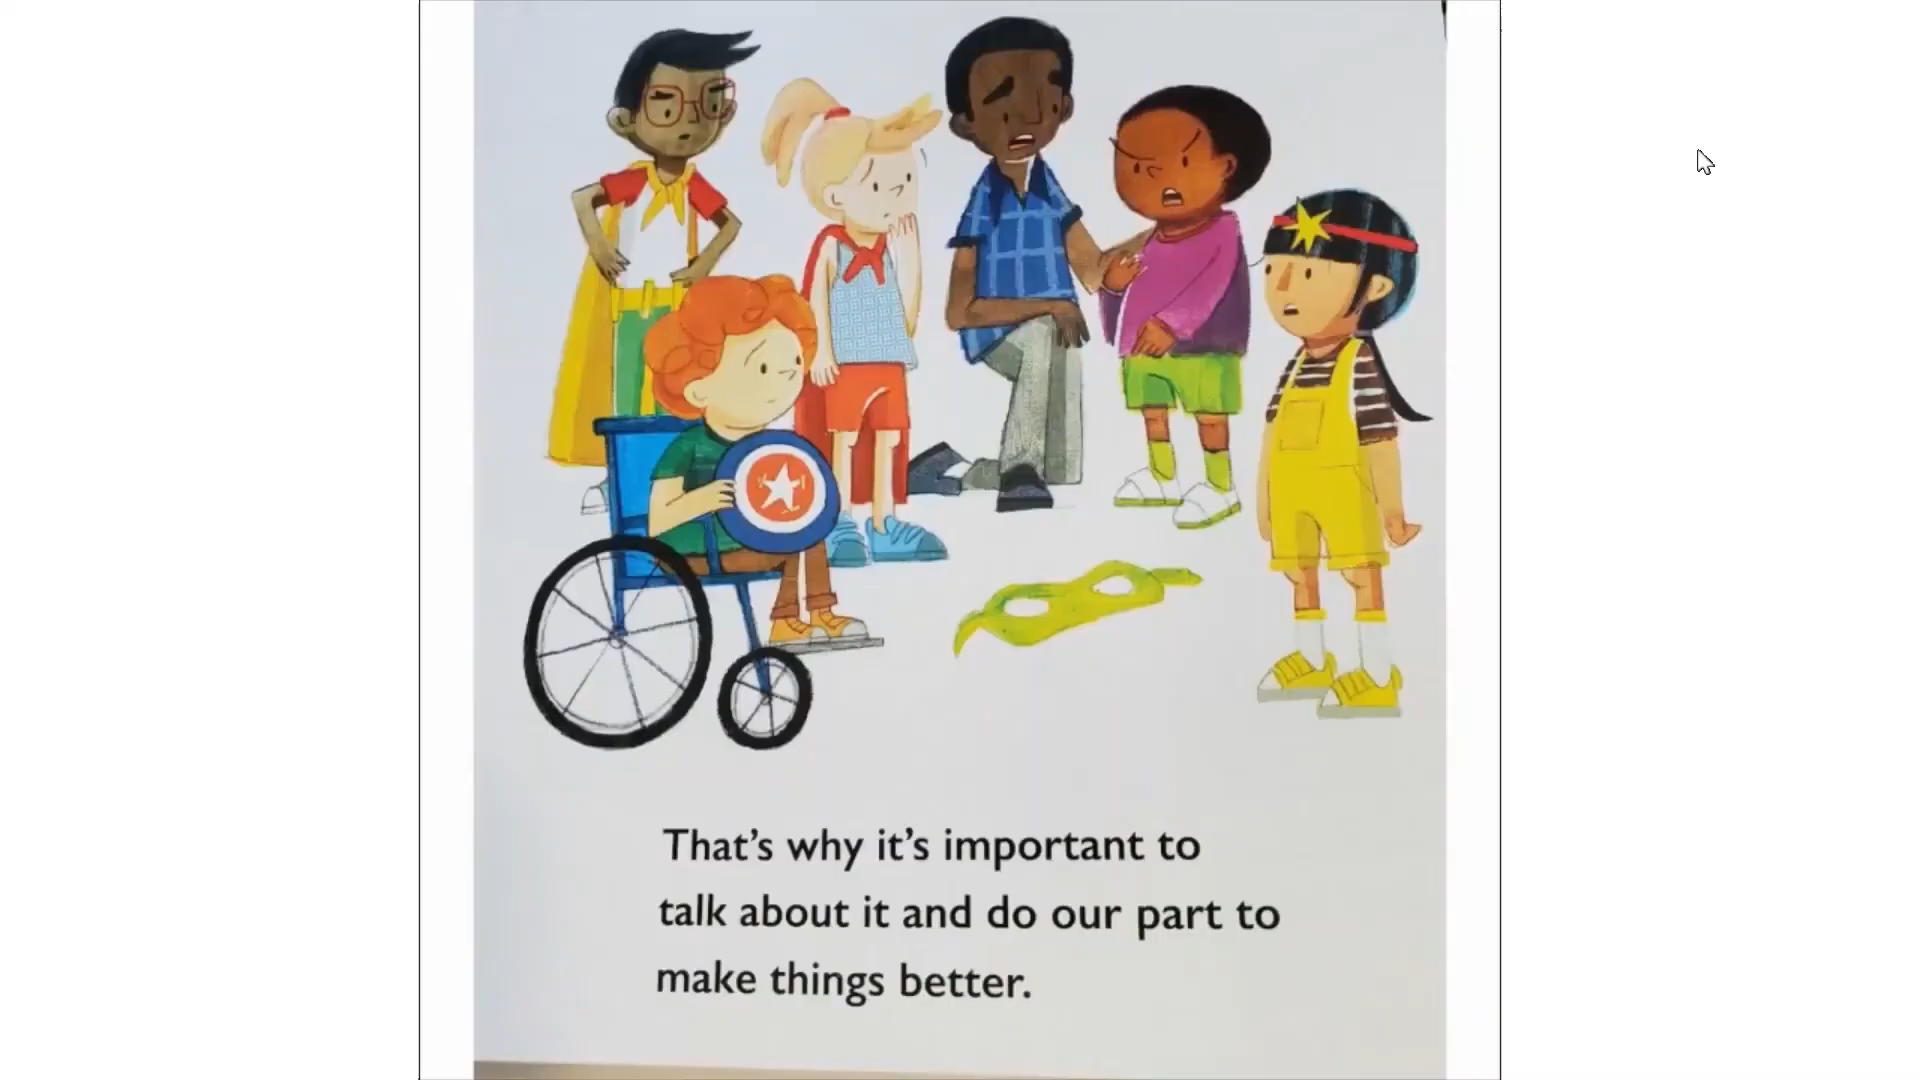 That's why it's important to
talk about it and do our part to
make things better.